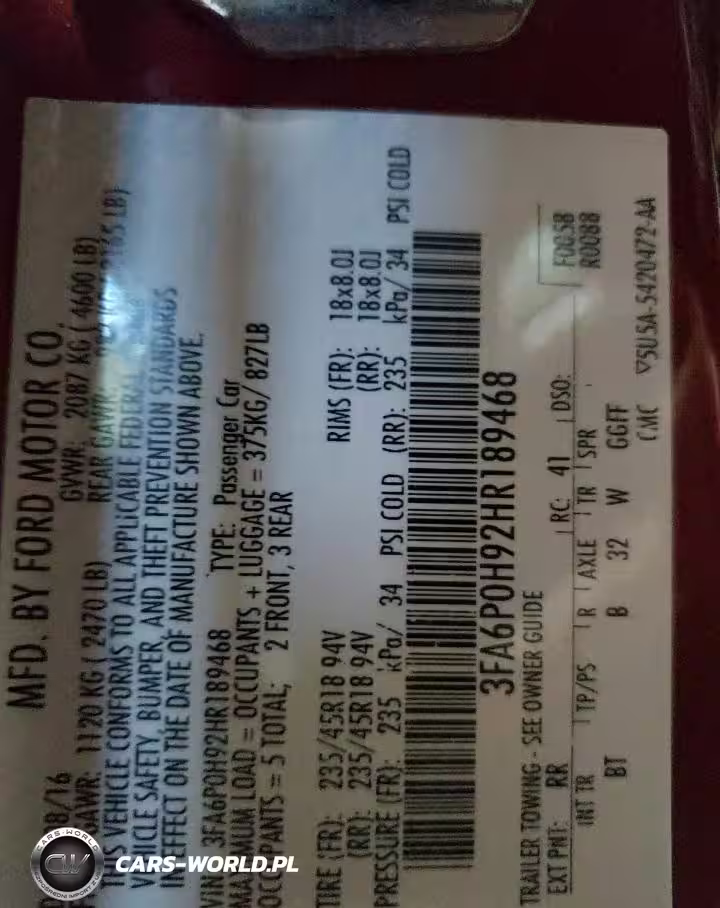 MFD. BY FORD MOTOR CO.
8/16 GVWR: 2087 KG ( 4600 LB)
GAWR: 1120 KG ( 2470 LB) REAR GAWR:
THIS VEHICLE CONFORMS TO ALL APPLICABLE FEDERAL
VEHICLE SAFETY, BUMPER, AND THEFT PREVENTION STANDARDS
IN EFFECT ON THE DATE OF MANUFACTURE SHOWN ABOVE.
VIN: 3FA6P0H92HR189468 TYPE: Passenger Car
MAXIMUM LOAD = OCCUPANTS + LUGGAGE = 375KG/ 827LB
OCCUPANTS = 5 TOTAL; 2 FRONT, 3 REAR
TIRE (FR): 235/45R18 94V RIMS (FR): 18x8.0J
(RR): 235/45R18 94V (RR): 18x8.0J
PRESSURE (FR): 235 kPa/ 34 PSI COLD (RR): 235 kPa/ 34 PSI COLD
3FA6P0H92HR189468
TRAILER TOWING - SEE OWNER GUIDE
F0058
R0088
EXT PNT: RR RC: 41 DSO:
INT TR TP/PS R AXLE TR SPR
BT B 32 W GGFF
CMC ▽5U5A-5420472-AA
CARS-WORLD
CW
CARS-WORLD.PL